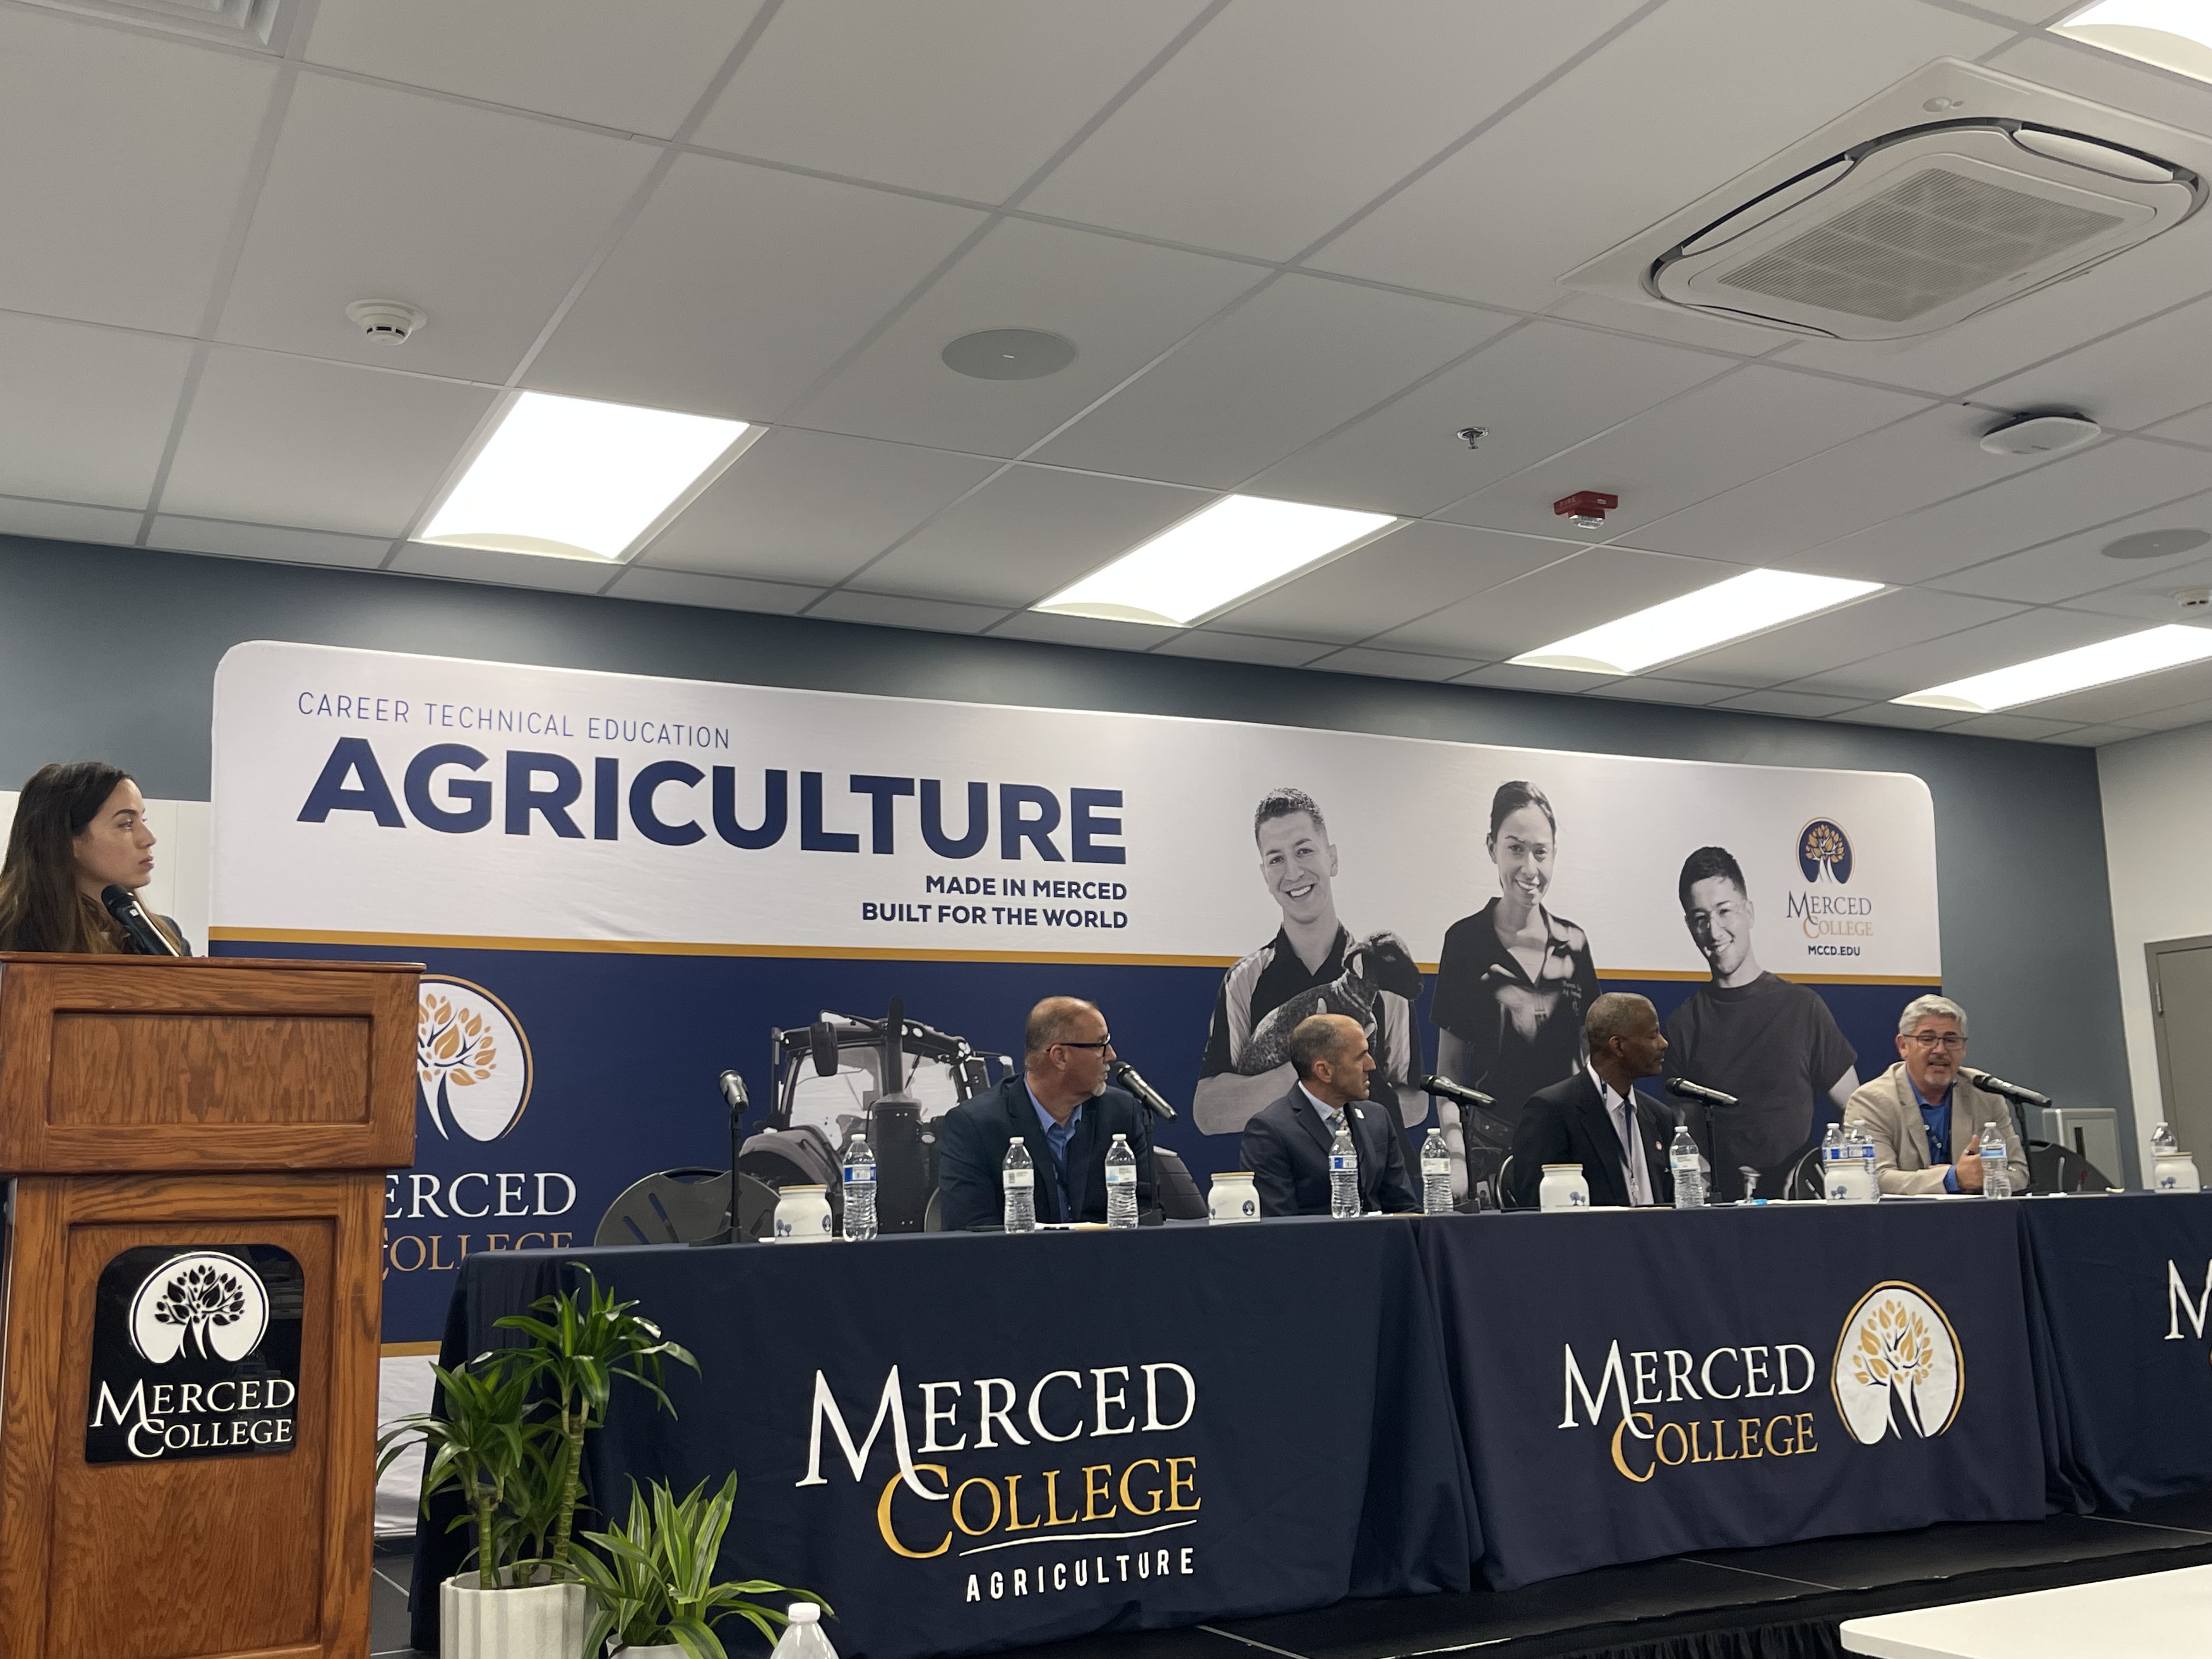 CAREER TECHNICAL EDUCATION
AGRICULTURE
MADE IN MERCED
BUILT FOR THE WORLD
MERCED
COLLEGE
MCCD.EDU
ERCED
OLLEGE
MERCED
COLLEGE
MERCED
COLLEGE
AGRICULTURE
MERCED
COLLEGE
M